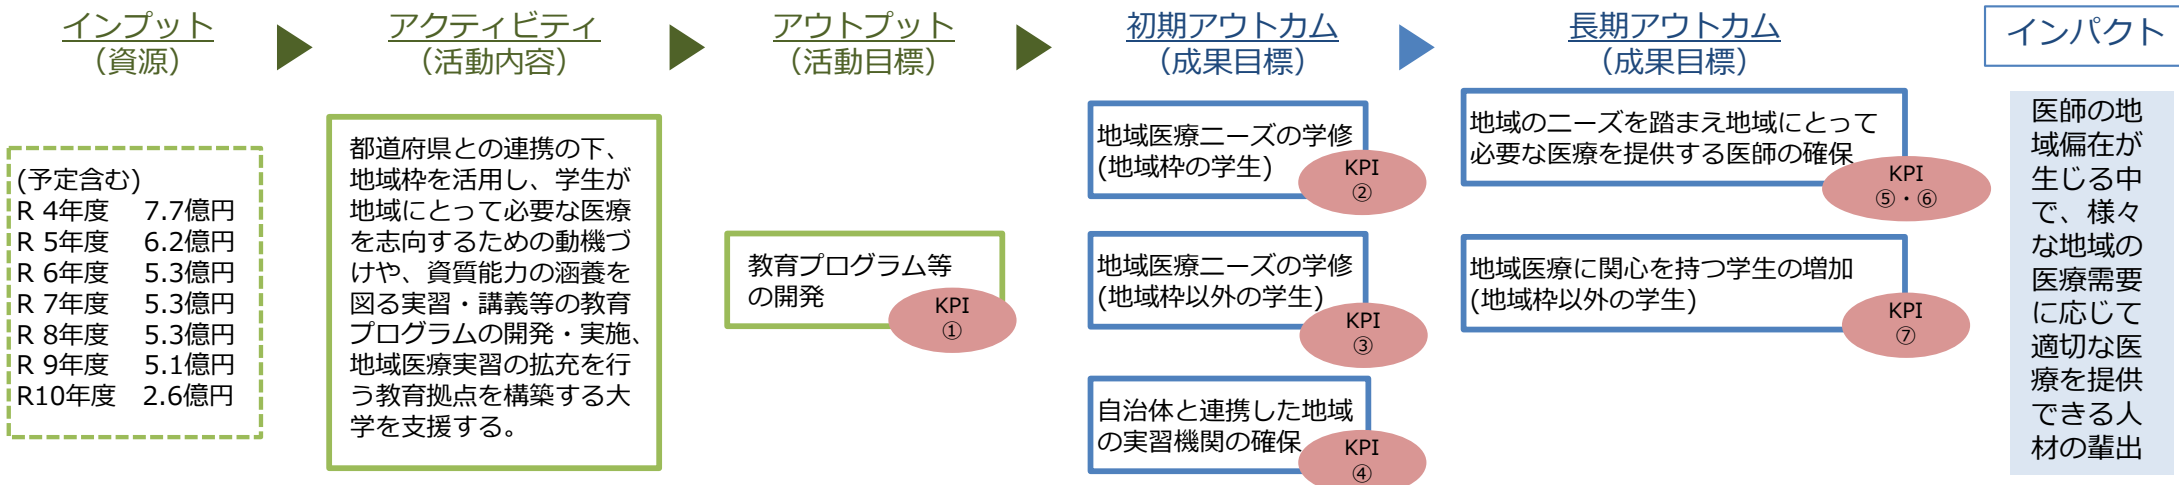 インプット
（資源）
アクティビティ
（活動内容）
アウトプット
（活動目標）
初期アウトカム
（成果目標）
長期アウトカム
（成果目標）
インパクト
(予定含む)
R 4年度 7.7億円
R 5年度 6.2億円
R 6年度 5.3億円
R 7年度 5.3億円
R 8年度 5.3億円
R 9年度 5.1億円
R10年度 2.6億円
都道府県との連携の下、
地域枠を活用し、学生が
地域にとって必要な医療
を志向するための動機づ
けや、資質能力の涵養を
図る実習・講義等の教育
プログラムの開発・実施、
地域医療実習の拡充を行
う教育拠点を構築する大
学を支援する。
教育プログラム等
の開発
KPI
①
地域医療ニーズの学修
(地域枠の学生)
KPI
②
地域医療ニーズの学修
(地域枠以外の学生)
KPI
③
自治体と連携した地域
の実習機関の確保
KPI
④
地域のニーズを踏まえ地域にとって
必要な医療を提供する医師の確保
KPI
⑤・⑥
地域医療に関心を持つ学生の増加
(地域枠以外の学生)
KPI
⑦
医師の地
域偏在が
生じる中
で、様々
な地域の
医療需要
に応じて
適切な医
療を提供
できる人
材の輩出